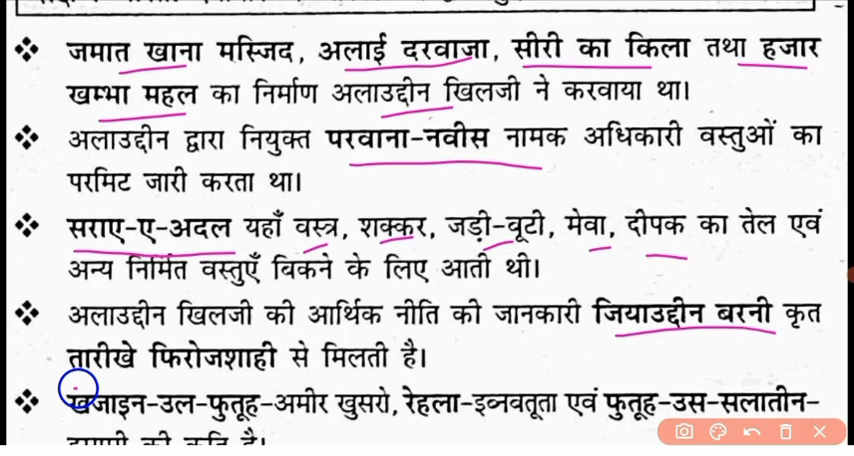 ❖ जमात खाना मस्जिद, अलाई दरवाजा, सीरी का किला तथा हजार
खम्भा महल का निर्माण अलाउद्दीन खिलजी ने करवाया था।
❖ अलाउद्दीन द्वारा नियुक्त परवाना-नवीस नामक अधिकारी वस्तुओं का
परमिट जारी करता था।
❖ सराए-ए-अदल यहाँ वस्त्र, शक्कर, जड़ी-बूटी, मेवा, दीपक का तेल एवं
अन्य निर्मित वस्तुएँ बिकने के लिए आती थी।
❖ अलाउद्दीन खिलजी की आर्थिक नीति की जानकारी जियाउद्दीन बरनी कृत
तारीखे फिरोजशाही से मिलती है।
❖ खजाइन-उल-फुतूह-अमीर खुसरो, रेहला-इब्नबतूता एवं फुतूह-उस-सलातीन-
की कृति है।